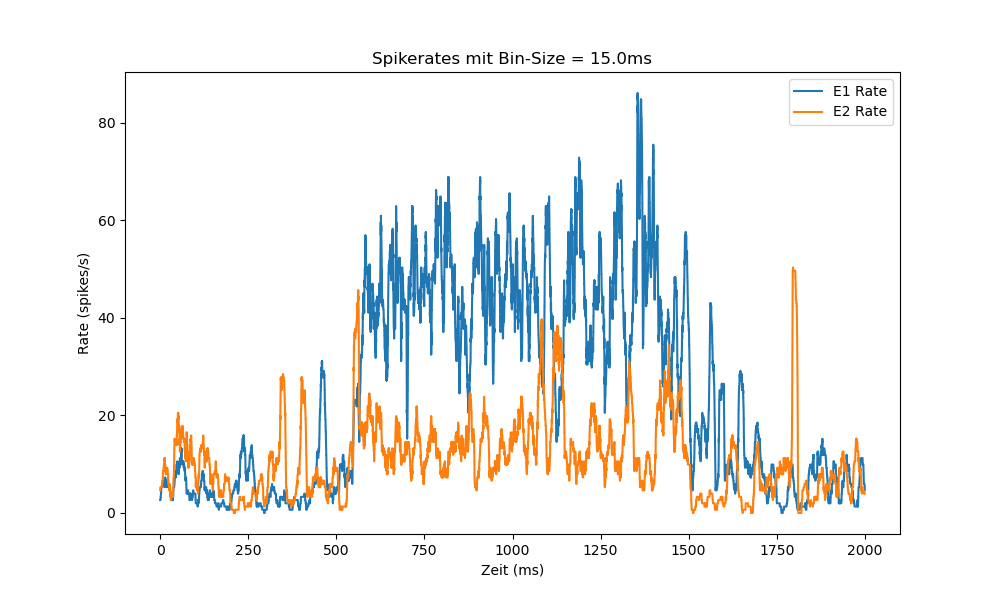 Spikerates mit Bin-Size = 15.0ms
E1 Rate
E2 Rate
Rate (spikes/s)
80
60
40
20
0
0 250 500 750 1000 1250 1500 1750 2000
Zeit (ms)